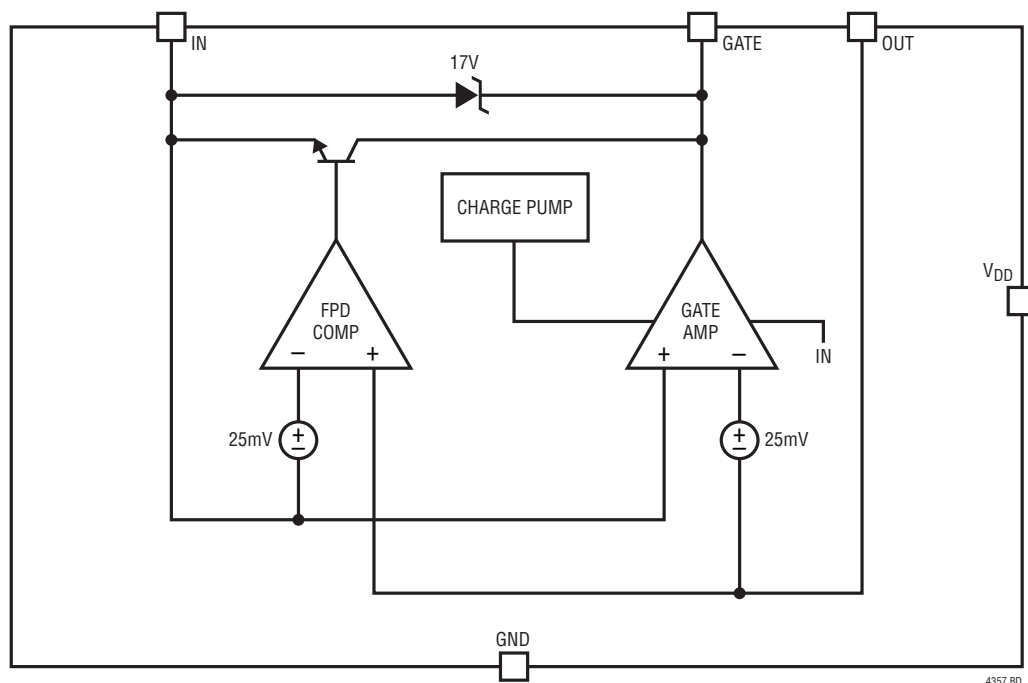 IN
GATE
OUT
17V
CHARGE PUMP
VDD
FPD
COMP
GATE
AMP
IN
−
+
+
−
25mV
+
−
+
−
25mV
GND
4357 BD